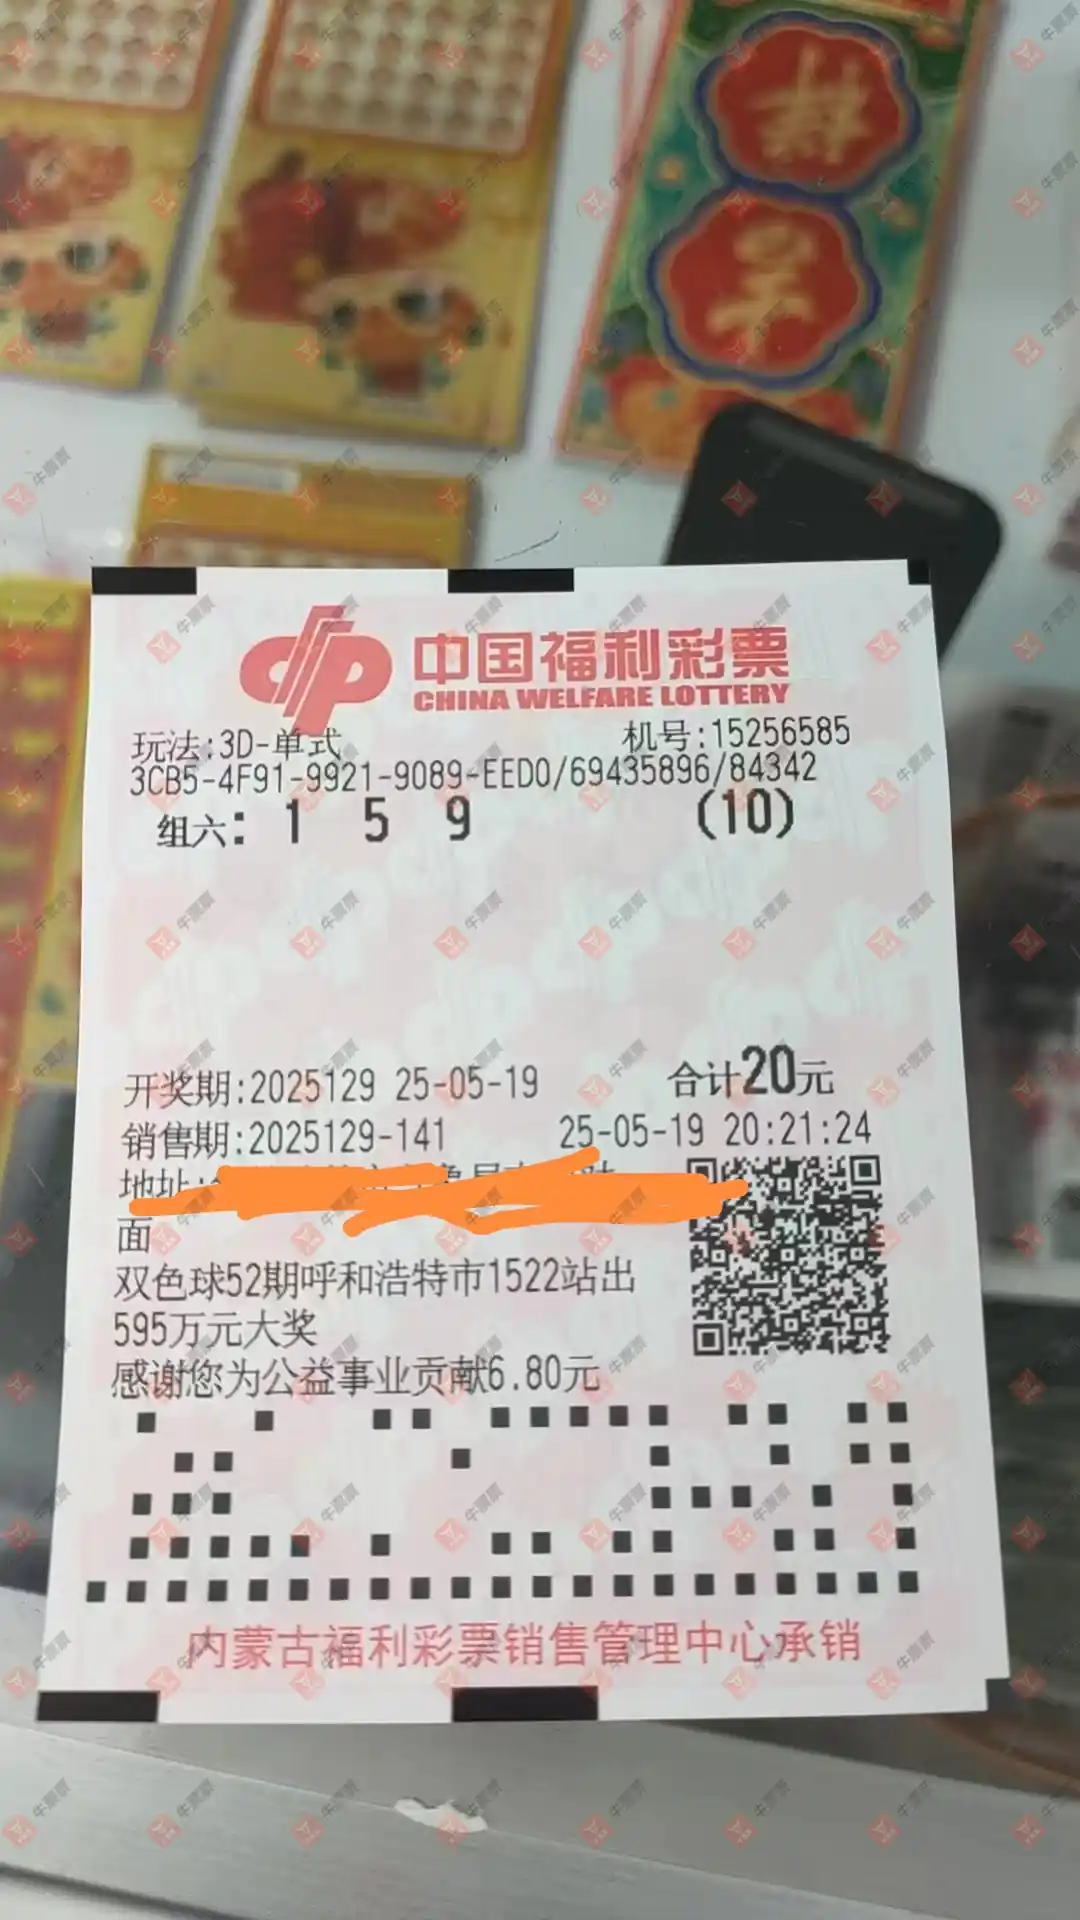 中国福利彩票
CHINA WELFARE LOTTERY
玩法:3D-单式 机号:15256585
3CB5-4F91-9921-9089-EED0/69435896/84342
组六: 1 5 9 (10)
开奖期:2025129 25-05-19 合计20元
销售期:2025129-141 25-05-19 20:21:24
地址:
面
双色球52期呼和浩特市1522站出
595万元大奖
感谢您为公益事业贡献6.80元
内蒙古福利彩票销售管理中心承销
牛票票